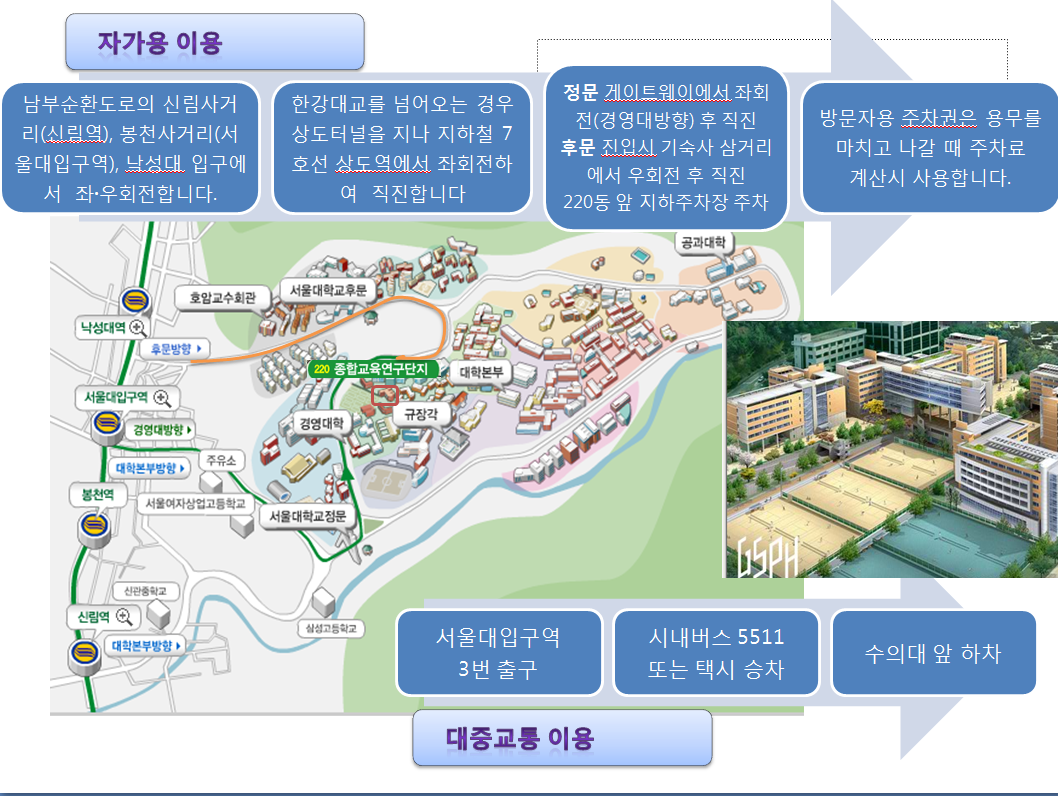 자가용 이용
남부순환도로의 신림사거
리(신림역), 봉천사거리(서
울대입구역), 낙성대 입구에
서 좌·우회전합니다.
한강대교를 넘어오는 경우
상도터널을 지나 지하철 7
호선 상도역에서 좌회전하
여 직진합니다
정문 게이트웨이에서 좌회
전(경영대방향) 후 직진
후문 진입시 기숙사 삼거리
에서 우회전 후 직진
220동 앞 지하주차장 주차
방문자용 주차권은 용무를
마치고 나갈 때 주차료
계산시 사용합니다.
공과대학
서울대학교후문
호암교수회관
낙성대역
후문방향
220 종합교육연구단지
대학본부
서울대입구역
규장각
경영대학
경영대방향
주유소
대학본부방향
봉천역
서울여자상업고등학교
서울대학교정문
신관중학교
신림역
삼성고등학교
대학본부방향
GSPH
서울대입구역
3번 출구
시내버스 5511
또는 택시 승차
수의대 앞 하차
대중교통 이용